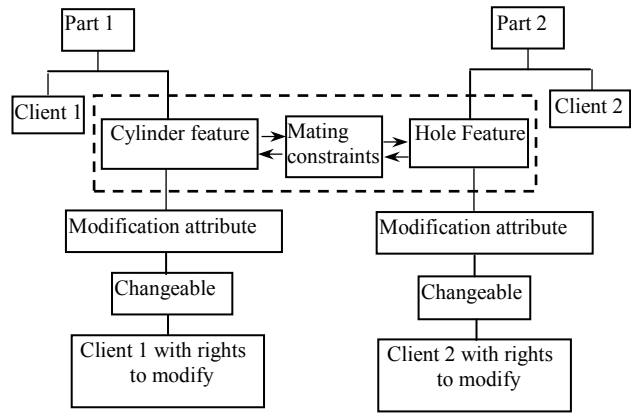 Part 1
Part 2
Client 1
Client 2
Cylinder feature
Mating
constraints
Hole Feature
Modification attribute
Modification attribute
Changeable
Changeable
Client 1 with rights
to modify
Client 2 with rights
to modify